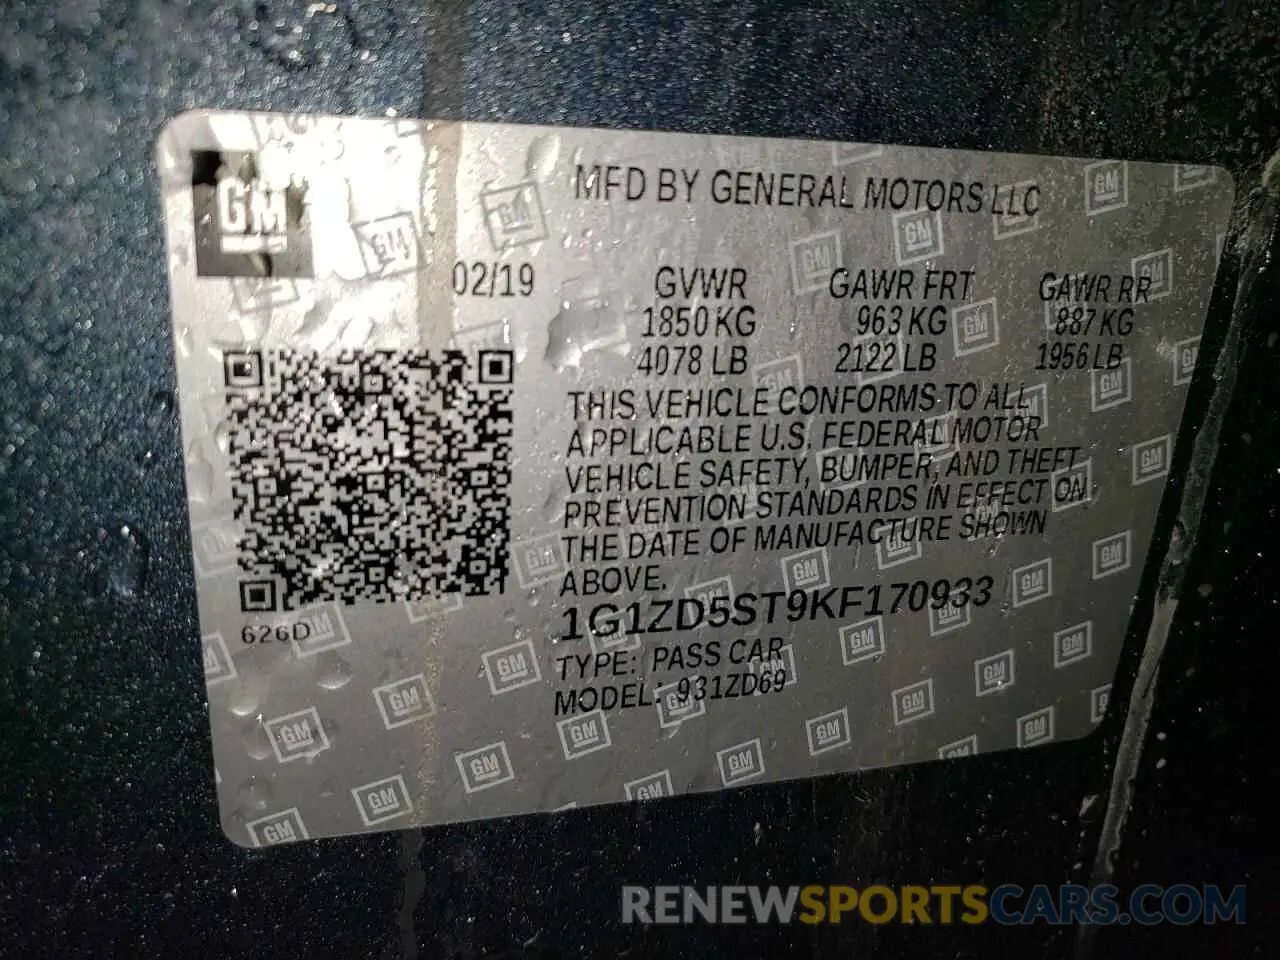 GM
MFD BY GENERAL MOTORS LLC
02/19
GVWR GAWR FRT GAWR RR
1850 KG 963 KG 887 KG
4078 LB 2122 LB 1956 LB
THIS VEHICLE CONFORMS TO ALL
APPLICABLE U.S. FEDERAL MOTOR
VEHICLE SAFETY, BUMPER, AND THEFT
PREVENTION STANDARDS IN EFFECT ON
THE DATE OF MANUFACTURE SHOWN
ABOVE.
626D
1G1ZD5ST9KF170933
TYPE: PASS CAR
MODEL: 931ZD69
RENEWSPORTSCARS.COM